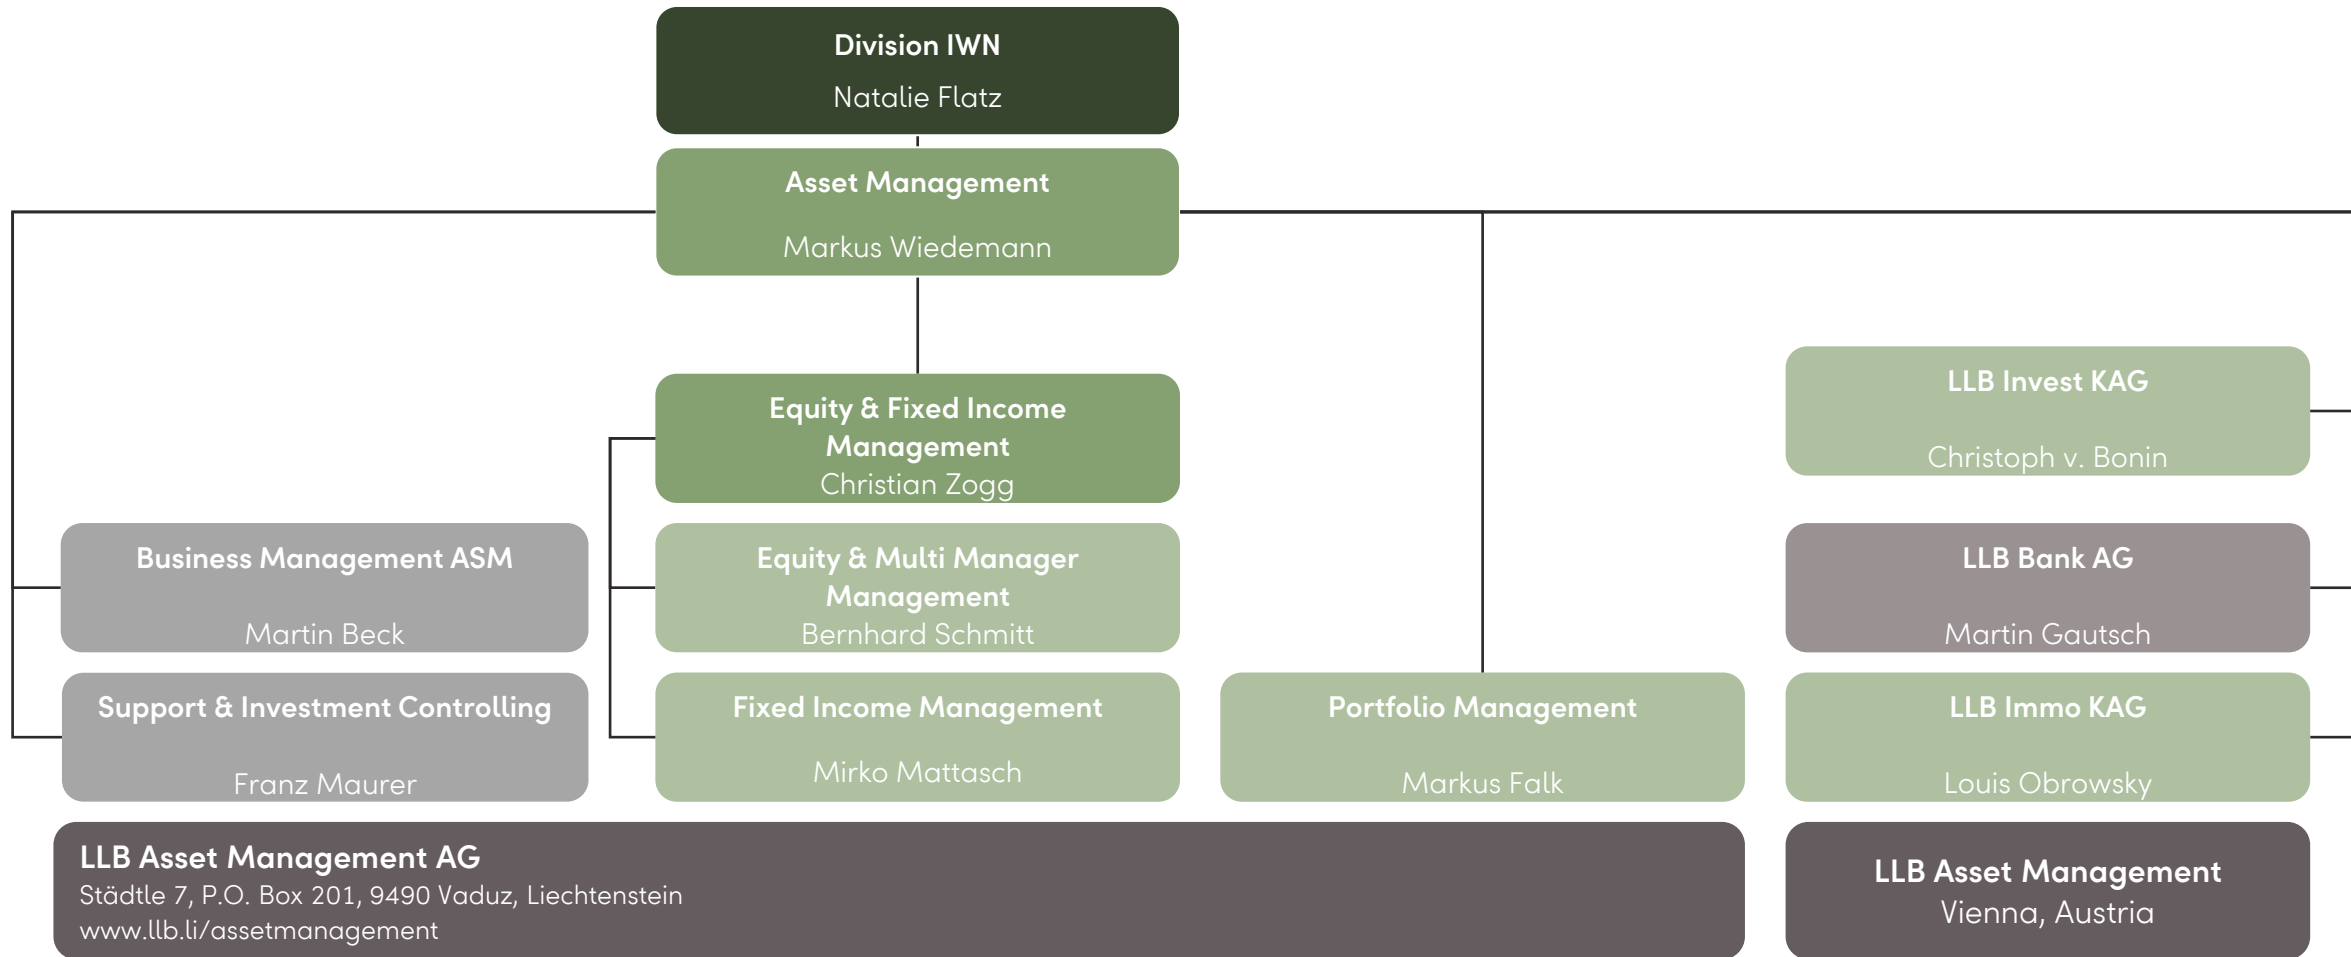 Division IWN
Natalie Flatz
Asset Management
Markus Wiedemann
Equity & Fixed Income
Management
Christian Zogg
LLB Invest KAG
Christoph v. Bonin
Business Management ASM
Martin Beck
Equity & Multi Manager
Management
Bernhard Schmitt
LLB Bank AG
Martin Gautsch
Support & Investment Controlling
Franz Maurer
Fixed Income Management
Mirko Mattasch
Portfolio Management
Markus Falk
LLB Immo KAG
Louis Obrowsky
LLB Asset Management AG
Städtle 7, P.O. Box 201, 9490 Vaduz, Liechtenstein
www.llb.li/assetmanagement
LLB Asset Management
Vienna, Austria